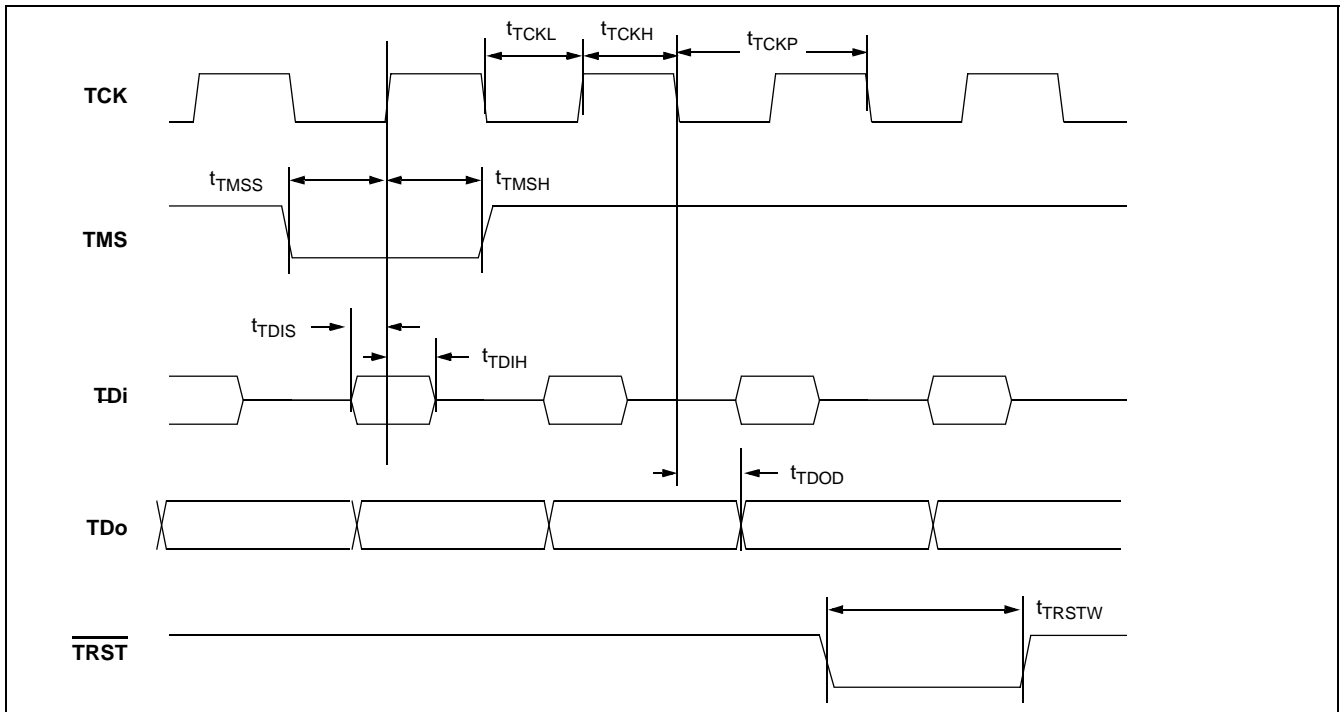 tTCKL tTCKH tTCKP
TCK
tTMSS tTMSH
TMS
tTDIS
tTDIH
TDi
tTDOD
TDo
tTRSTW
TRST